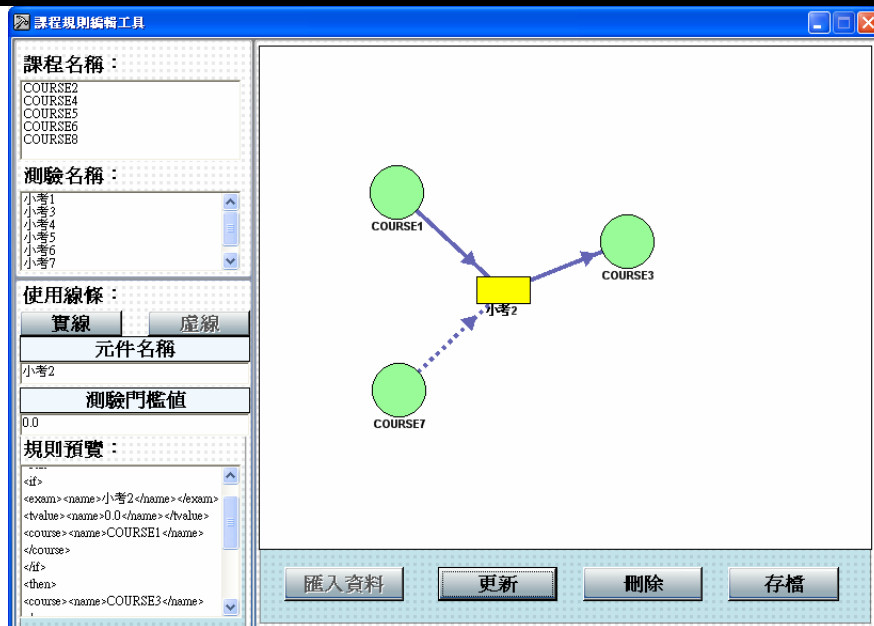 課程規則編輯工具
課程名稱：
COURSE2
COURSE4
COURSE5
COURSE6
COURSE8
測驗名稱：
小考1
小考3
小考4
小考5
小考6
小考7
使用線條：
實線
虛線
元件名稱
小考2
測驗門檻值
0.0
規則預覽：
<if>
<exam><name>小考2</name></exam>
<tvalue><name>0.0</name></tvalue>
<course><name>COURSE1</name>
</course>
</if>
<then>
<course><name>COURSE3</name>
COURSE1
COURSE3
小考2
COURSE7
匯入資料
更新
刪除
存檔